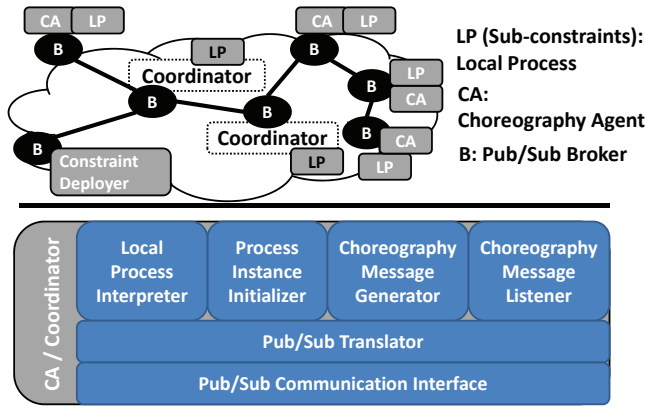 CA LP
B
LP
Coordinator
B
CA LP
B
B
LP
CA
B
Coordinator
LP
B
CA
LP
B
Constraint
Deployer
LP (Sub-constraints):
Local Process
CA:
Choreography Agent
B: Pub/Sub Broker
CA / Coordinator
Local
Process
Interpreter
Process
Instance
Initializer
Choreography
Message
Generator
Choreography
Message
Listener
Pub/Sub Translator
Pub/Sub Communication Interface